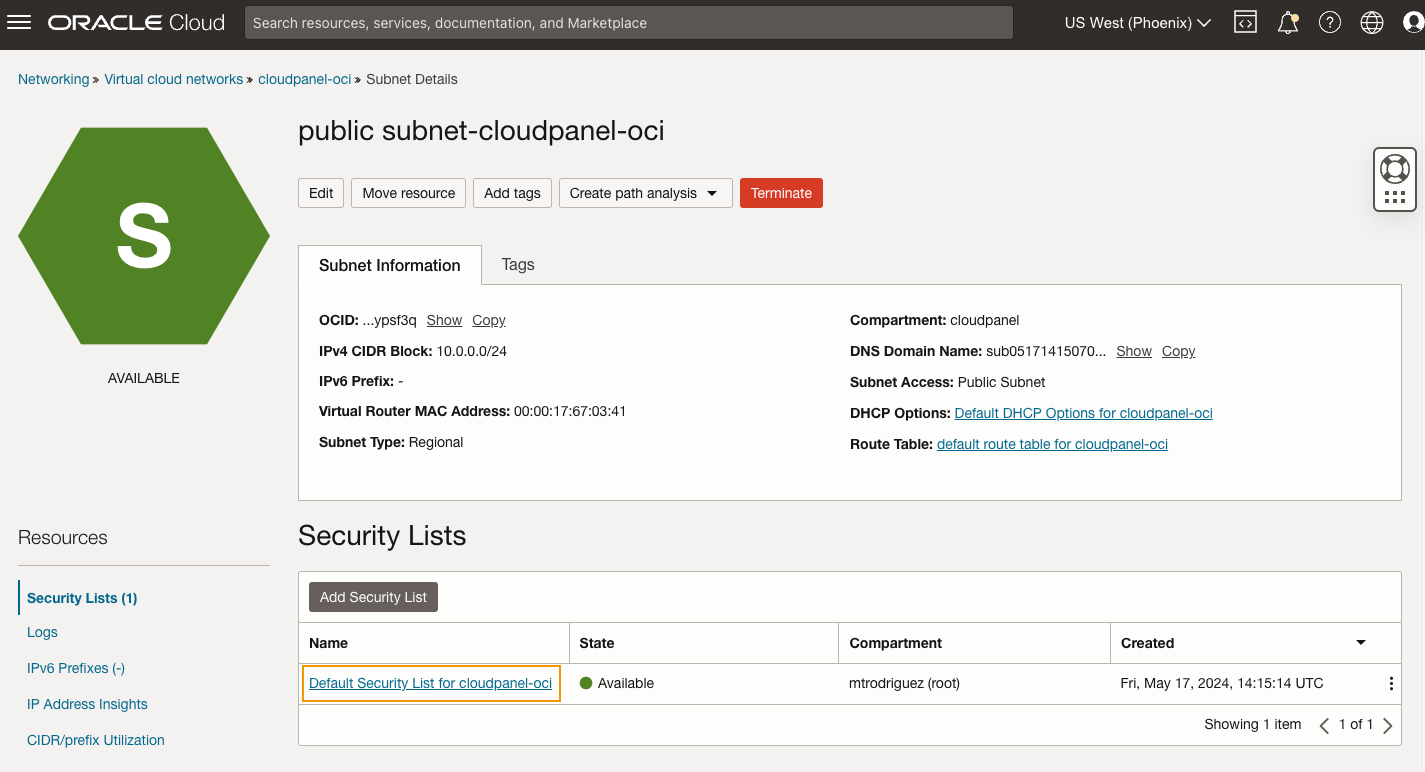 ORACLE Cloud
Search resources, services, documentation, and Marketplace
US West (Phoenix)
Networking » Virtual cloud networks » cloudpanel-oci » Subnet Details
S
AVAILABLE
public subnet-cloudpanel-oci
Edit
Move resource
Add tags
Create path analysis
Terminate
Subnet Information
Tags
OCID: ...ypsf3q Show Copy
IPv4 CIDR Block: 10.0.0.0/24
IPv6 Prefix: -
Virtual Router MAC Address: 00:00:17:67:03:41
Subnet Type: Regional
Compartment: cloudpanel
DNS Domain Name: sub05171415070... Show Copy
Subnet Access: Public Subnet
DHCP Options: Default DHCP Options for cloudpanel-oci
Route Table: default route table for cloudpanel-oci
Resources
Security Lists (1)
Logs
IPv6 Prefixes (-)
IP Address Insights
CIDR/prefix Utilization
Security Lists
Add Security List
Name State Compartment Created
Default Security List for cloudpanel-oci Available mtrodriguez (root) Fri, May 17, 2024, 14:15:14 UTC
Showing 1 item 1 of 1